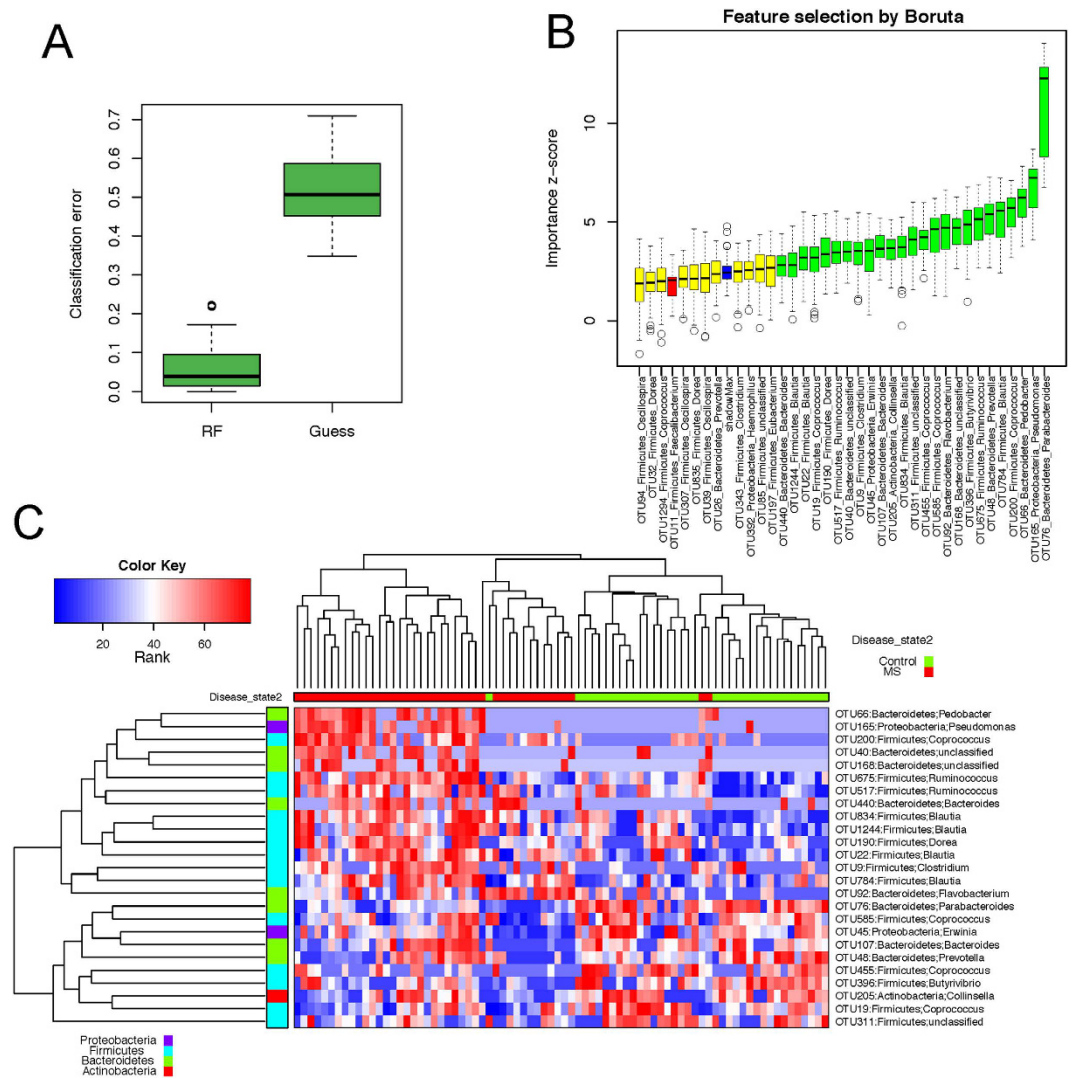 A
Classification error
0.0
0.1
0.2
0.3
0.4
0.5
0.6
0.7
RF
Guess
B
Feature selection by Boruta
Importance z-score
0
5
10
OTU94_Firmicutes_Oscillospira
OTU32_Firmicutes_Dorea
OTU1294_Firmicutes_Coprococcus
OTU11_Firmicutes_Faecalibacterium
OTU307_Firmicutes_Oscillospira
OTU835_Firmicutes_Dorea
OTU39_Firmicutes_Oscillospira
OTU26_Bacteroidetes_Prevotella
shadowMax
OTU343_Firmicutes_Clostridium
OTU392_Proteobacteria_Haemophilus
OTU85_Firmicutes_unclassified
OTU197_Firmicutes_Eubacterium
OTU440_Bacteroidetes_Bacteroides
OTU1244_Firmicutes_Blautia
OTU22_Firmicutes_Blautia
OTU19_Firmicutes_Coprococcus
OTU190_Firmicutes_Dorea
OTU517_Firmicutes_Ruminococcus
OTU40_Bacteroidetes_unclassified
OTU9_Firmicutes_Clostridium
OTU45_Proteobacteria_Erwinia
OTU107_Bacteroidetes_Bacteroides
OTU205_Actinobacteria_Collinsella
OTU834_Firmicutes_Blautia
OTU311_Firmicutes_unclassified
OTU455_Firmicutes_Coprococcus
OTU585_Firmicutes_Coprococcus
OTU92_Bacteroidetes_Flavobacterium
OTU168_Bacteroidetes_unclassified
OTU396_Firmicutes_Butyrivibrio
OTU675_Firmicutes_Ruminococcus
OTU48_Bacteroidetes_Prevotella
OTU784_Firmicutes_Blautia
OTU200_Firmicutes_Coprococcus
OTU66_Bacteroidetes_Pedobacter
OTU165_Proteobacteria_Pseudomonas
OTU76_Bacteroidetes_Parabacteroides
C
Color Key
20
40
60
Rank
Disease_state2
Control
MS
Disease_state2
OTU66:Bacteroidetes;Pedobacter
OTU165:Proteobacteria;Pseudomonas
OTU200:Firmicutes;Coprococcus
OTU40:Bacteroidetes;unclassified
OTU168:Bacteroidetes;unclassified
OTU675:Firmicutes;Ruminococcus
OTU517:Firmicutes;Ruminococcus
OTU440:Bacteroidetes;Bacteroides
OTU834:Firmicutes;Blautia
OTU1244:Firmicutes;Blautia
OTU190:Firmicutes;Dorea
OTU22:Firmicutes;Blautia
OTU9:Firmicutes;Clostridium
OTU784:Firmicutes;Blautia
OTU92:Bacteroidetes;Flavobacterium
OTU76:Bacteroidetes;Parabacteroides
OTU585:Firmicutes;Coprococcus
OTU45:Proteobacteria;Erwinia
OTU107:Bacteroidetes;Bacteroides
OTU48:Bacteroidetes;Prevotella
OTU455:Firmicutes;Coprococcus
OTU396:Firmicutes;Butyrivibrio
OTU205:Actinobacteria;Collinsella
OTU19:Firmicutes;Coprococcus
OTU311:Firmicutes;unclassified
Proteobacteria
Firmicutes
Bacteroidetes
Actinobacteria